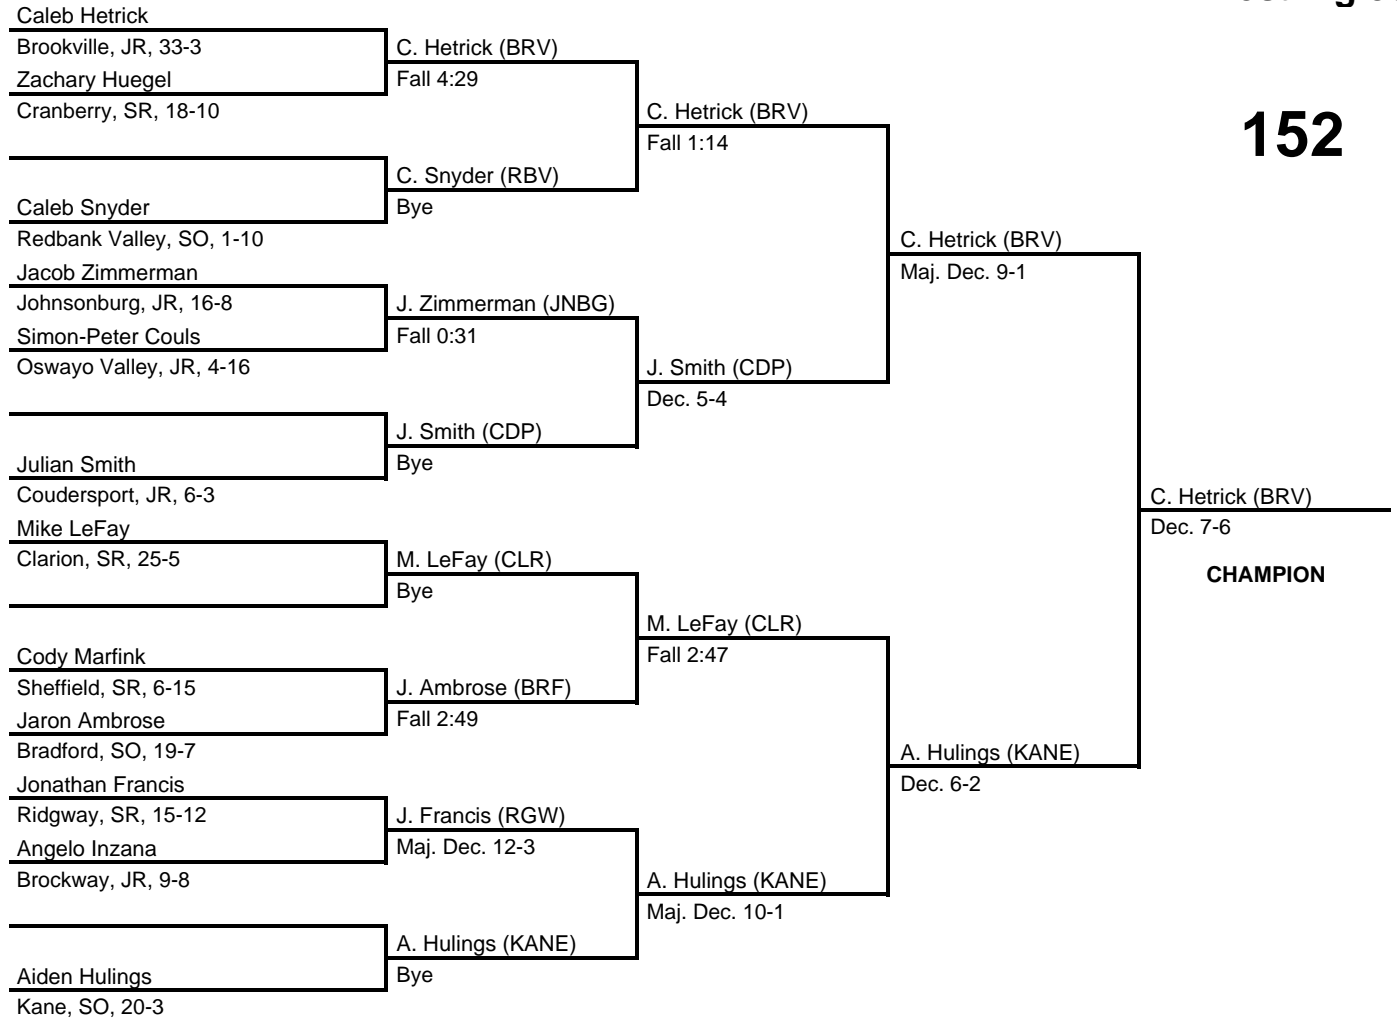 Caleb Hetrick
Brookville, JR, 33-3
Zachary Huegel
Cranberry, SR, 18-10
Caleb Snyder
Redbank Valley, SO, 1-10
Jacob Zimmerman
Johnsonburg, JR, 16-8
Simon-Peter Couls
Oswayo Valley, JR, 4-16
Julian Smith
Coudersport, JR, 6-3
Mike LeFay
Clarion, SR, 25-5
Cody Marfink
Sheffield, SR, 6-15
Jaron Ambrose
Bradford, SO, 19-7
Jonathan Francis
Ridgway, SR, 15-12
Angelo Inzana
Brockway, JR, 9-8
Aiden Hulings
Kane, SO, 20-3
C. Hetrick (BRV)
Fall 4:29
C. Snyder (RBV)
Bye
J. Zimmerman (JNBG)
Fall 0:31
J. Smith (CDP)
Bye
M. LeFay (CLR)
Bye
J. Ambrose (BRF)
Fall 2:49
J. Francis (RGW)
Maj. Dec. 12-3
A. Hulings (KANE)
Bye
C. Hetrick (BRV)
Fall 1:14
J. Smith (CDP)
Dec. 5-4
M. LeFay (CLR)
Fall 2:47
A. Hulings (KANE)
Maj. Dec. 10-1
C. Hetrick (BRV)
Maj. Dec. 9-1
A. Hulings (KANE)
Dec. 6-2
152
C. Hetrick (BRV)
Dec. 7-6
CHAMPION